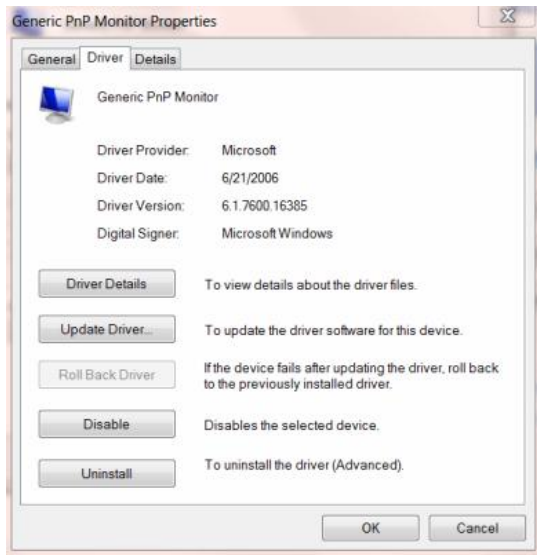 Generic PnP Monitor Properties
General Driver Details
Generic PnP Monitor
Driver Provider: Microsoft
Driver Date: 6/21/2006
Driver Version: 6.1.7600.16385
Digital Signer: Microsoft Windows
Driver Details To view details about the driver files.
Update Driver... To update the driver software for this device.
Roll Back Driver If the device fails after updating the driver, roll back
to the previously installed driver.
Disable Disables the selected device.
Uninstall To uninstall the driver (Advanced).
OK Cancel